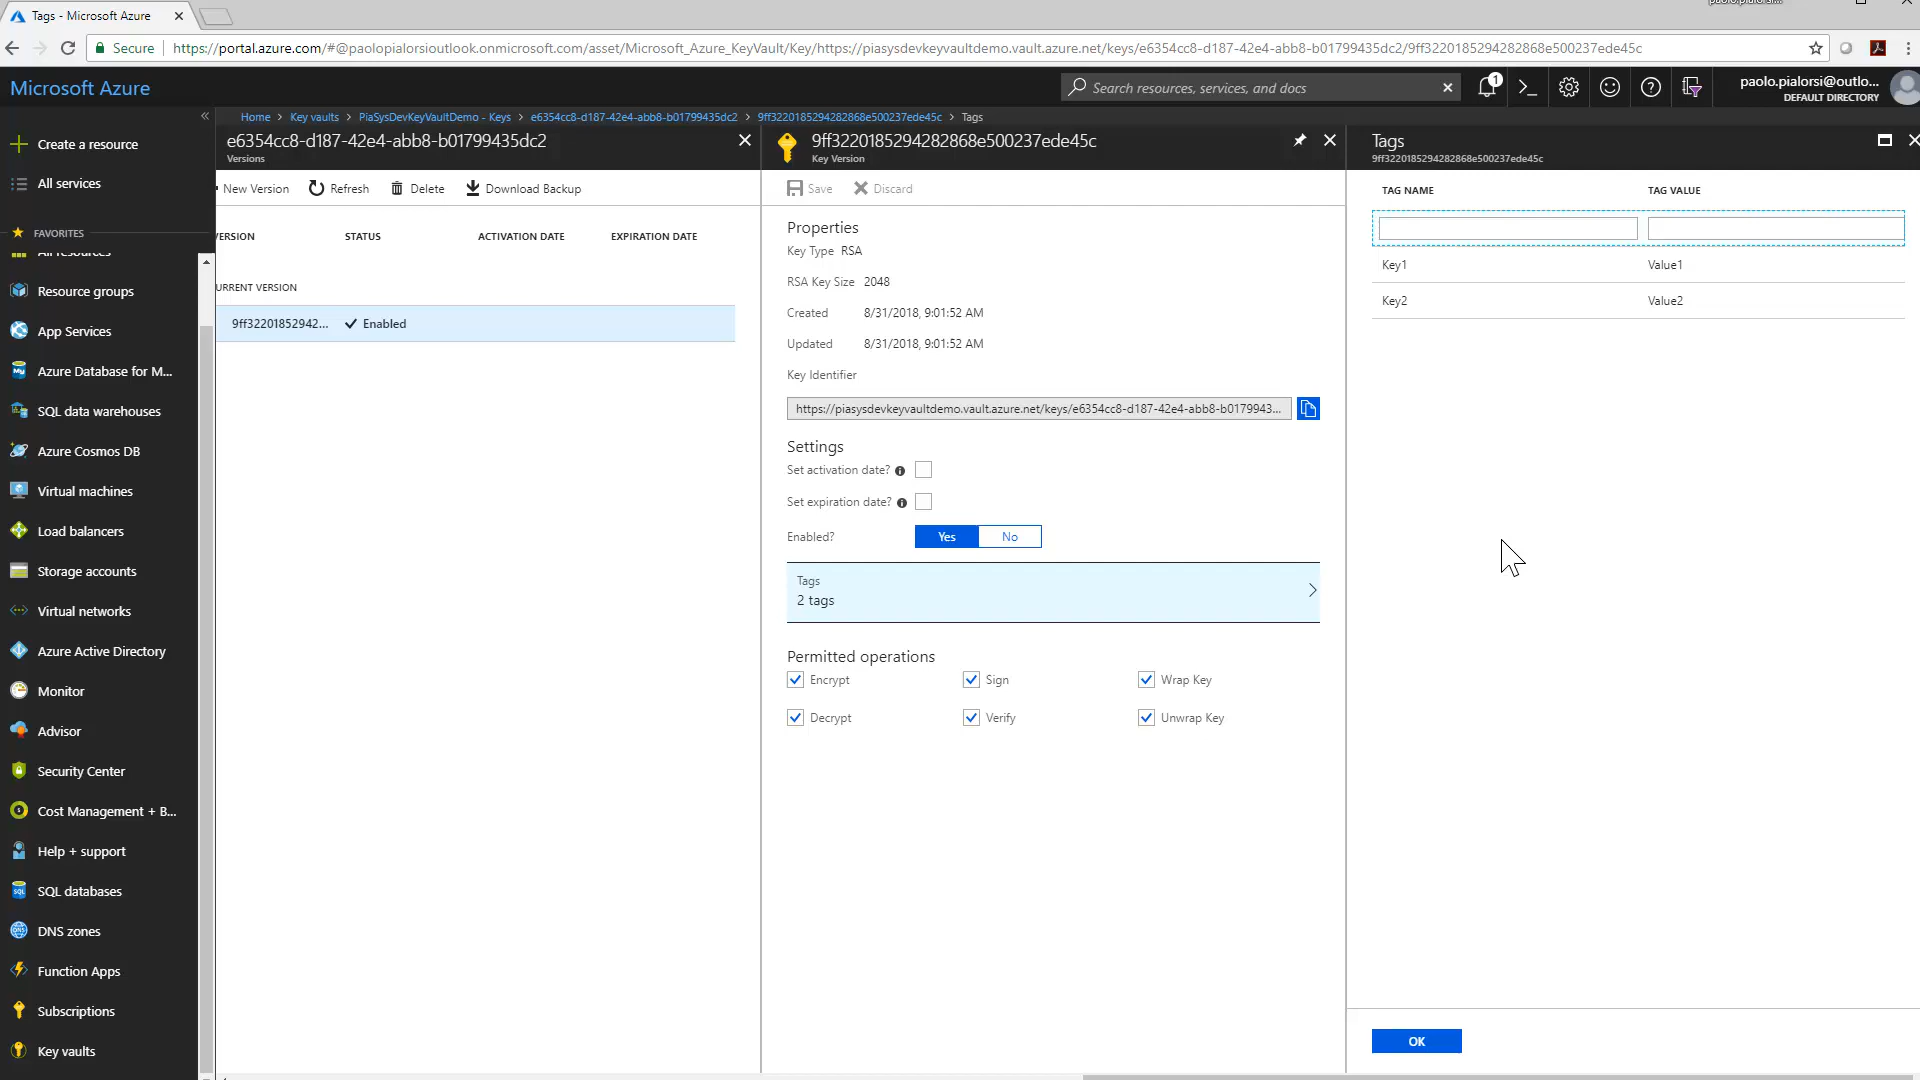 Tags - Microsoft Azure
Secure
https://portal.azure.com/#@paolopialorsioutlook.onmicrosoft.com/asset/Microsoft_Azure_KeyVault/Key/https://piasysdevkeyvaultdemo.vault.azure.net/keys/e6354cc8-d187-42e4-abb8-b01799435dc2/9ff3220185294282868e500237ede45c
Microsoft Azure
Search resources, services, and docs
1
paolo.pialorsi@outlo...
DEFAULT DIRECTORY
Home > Key vaults > PiaSysDevKeyVaultDemo - Keys > e6354cc8-d187-42e4-abb8-b01799435dc2 > 9ff3220185294282868e500237ede45c > Tags
Create a resource
All services
FAVORITES
All resources
Resource groups
App Services
Azure Database for M...
SQL data warehouses
Azure Cosmos DB
Virtual machines
Load balancers
Storage accounts
Virtual networks
Azure Active Directory
Monitor
Advisor
Security Center
Cost Management + B...
Help + support
SQL databases
DNS zones
Function Apps
Subscriptions
Key vaults
e6354cc8-d187-42e4-abb8-b01799435dc2
Versions
New Version Refresh Delete Download Backup
VERSION STATUS ACTIVATION DATE EXPIRATION DATE
CURRENT VERSION
9ff32201852942... Enabled
9ff3220185294282868e500237ede45c
Key Version
Save Discard
Properties
Key Type RSA
RSA Key Size 2048
Created 8/31/2018, 9:01:52 AM
Updated 8/31/2018, 9:01:52 AM
Key Identifier
https://piasysdevkeyvaultdemo.vault.azure.net/keys/e6354cc8-d187-42e4-abb8-b0179943...
Settings
Set activation date?
Set expiration date?
Enabled? Yes No
Tags
2 tags
Permitted operations
Encrypt Sign Wrap Key
Decrypt Verify Unwrap Key
Tags
9ff3220185294282868e500237ede45c
TAG NAME TAG VALUE
Key1 Value1
Key2 Value2
OK